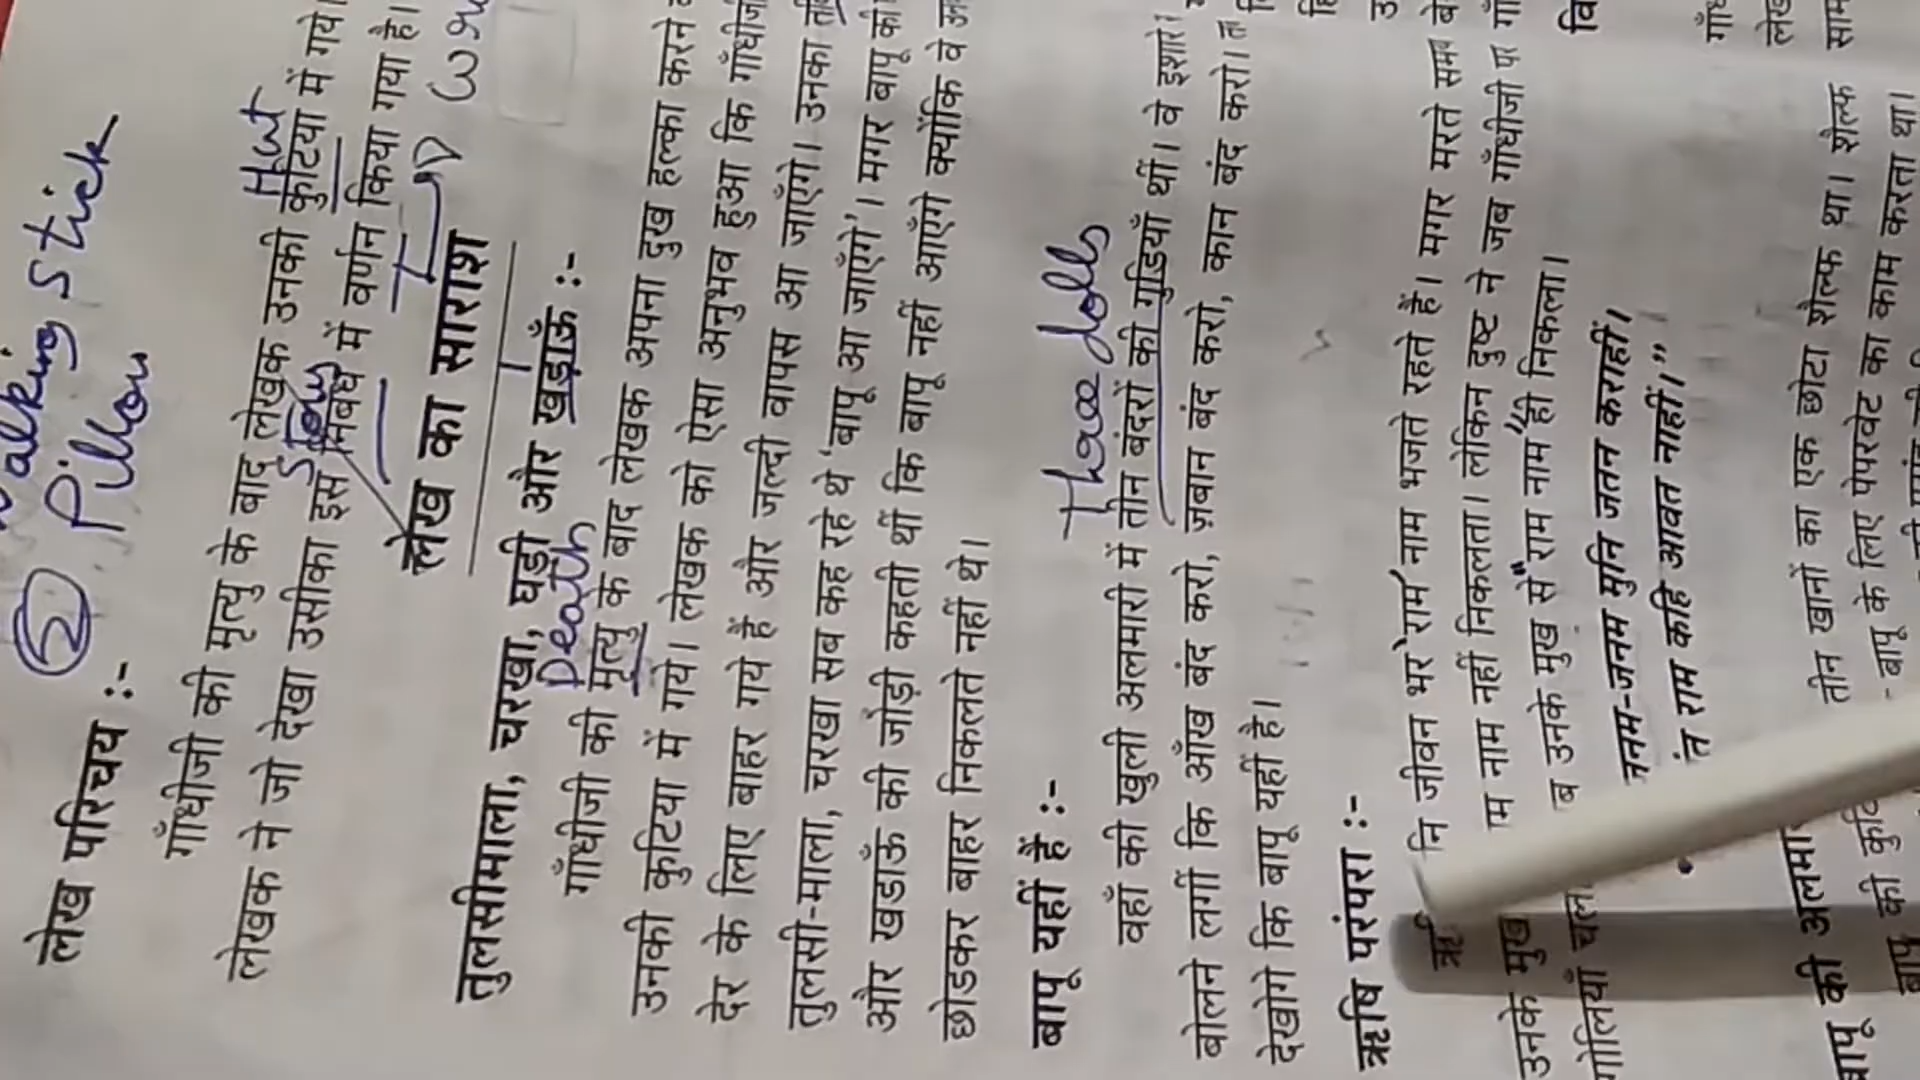 Walking stick
② Pillow
लेख परिचय :-
Hut
गाँधीजी की मृत्यु के बाद लेखक उनकी कुटिया में गये।
Story
लेखक ने जो देखा उसीका इस निबंध में वर्णन किया गया है।
लेख का सारांश
तुलसीमाला, चरखा, घड़ी और खड़ाऊँ :-
Death
गाँधीजी की मृत्यु के बाद लेखक अपना दुख हल्का करने
उनकी कुटिया में गये। लेखक को ऐसा अनुभव हुआ कि गाँधीजी
देर के लिए बाहर गये हैं और जल्दी वापस आ जाएँगे। उनका
तुलसी-माला, चरखा सब कह रहे थे 'बापू आ जाएँगे'। मगर बापू की
और खडाऊँ की जोड़ी कहती थीं कि बापू नहीं आएँगे क्योंकि वे
छोडकर बाहर निकलते नहीं थे।
बापू यहीं हैं :-
Three dolls
वहाँ की खुली अलमारी में तीन बंदरों की गुडियाँ थीं। वे इशारे
बोलने लगीं कि आँख बंद करो, ज़बान बंद करो, कान बंद करो।
देखोगे कि बापू यहीं है।
ऋषि परंपरा :-
नि जीवन भर राम नाम भजते रहते हैं। मगर मरते समय
उनके मुख म नाम नहीं निकलता। लेकिन दुष्ट ने जब गाँधीजी पर
गोलियाँ चला ब उनके मुख से "राम नाम" ही निकला।
जनम-जनम मुनि जतन कराहीं।
त राम कहि आवत नाहीं।"
बापू की अलमा
तीन खानों का एक छोटा शैल्फ था। शैल्फ
बापू की कुटि - बापू के लिए पेपरवेट का काम करता था।